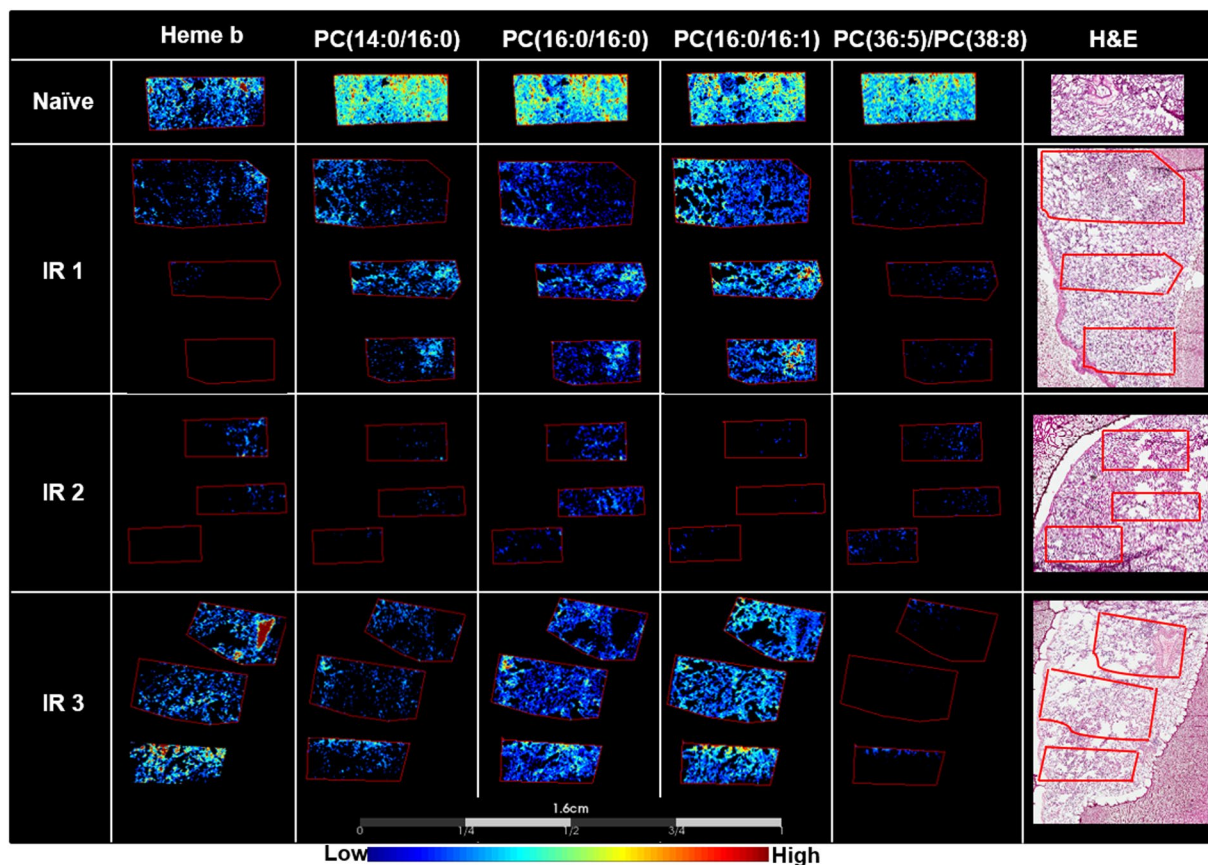 Heme b PC(14:0/16:0) PC(16:0/16:0) PC(16:0/16:1) PC(36:5)/PC(38:8) H&E
Naïve
IR 1
IR 2
IR 3
1.6cm
0 1/4 1/2 3/4 1
Low High